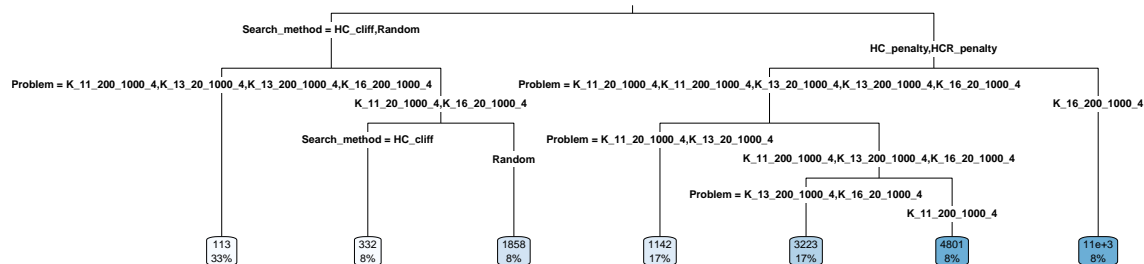 Search_method = HC_cliff,Random
HC_penalty,HCR_penalty
Problem = K_11_200_1000_4,K_13_20_1000_4,K_13_200_1000_4,K_16_200_1000_4
Problem = K_11_20_1000_4,K_11_200_1000_4,K_13_20_1000_4,K_13_200_1000_4,K_16_20_1000_4
K_11_20_1000_4,K_16_20_1000_4
K_16_200_1000_4
Search_method = HC_cliff
Problem = K_11_20_1000_4,K_13_20_1000_4
Random
K_11_200_1000_4,K_13_200_1000_4,K_16_20_1000_4
Problem = K_13_200_1000_4,K_16_20_1000_4
K_11_200_1000_4
113
33%
332
8%
1858
8%
1142
17%
3223
17%
4801
8%
11e+3
8%